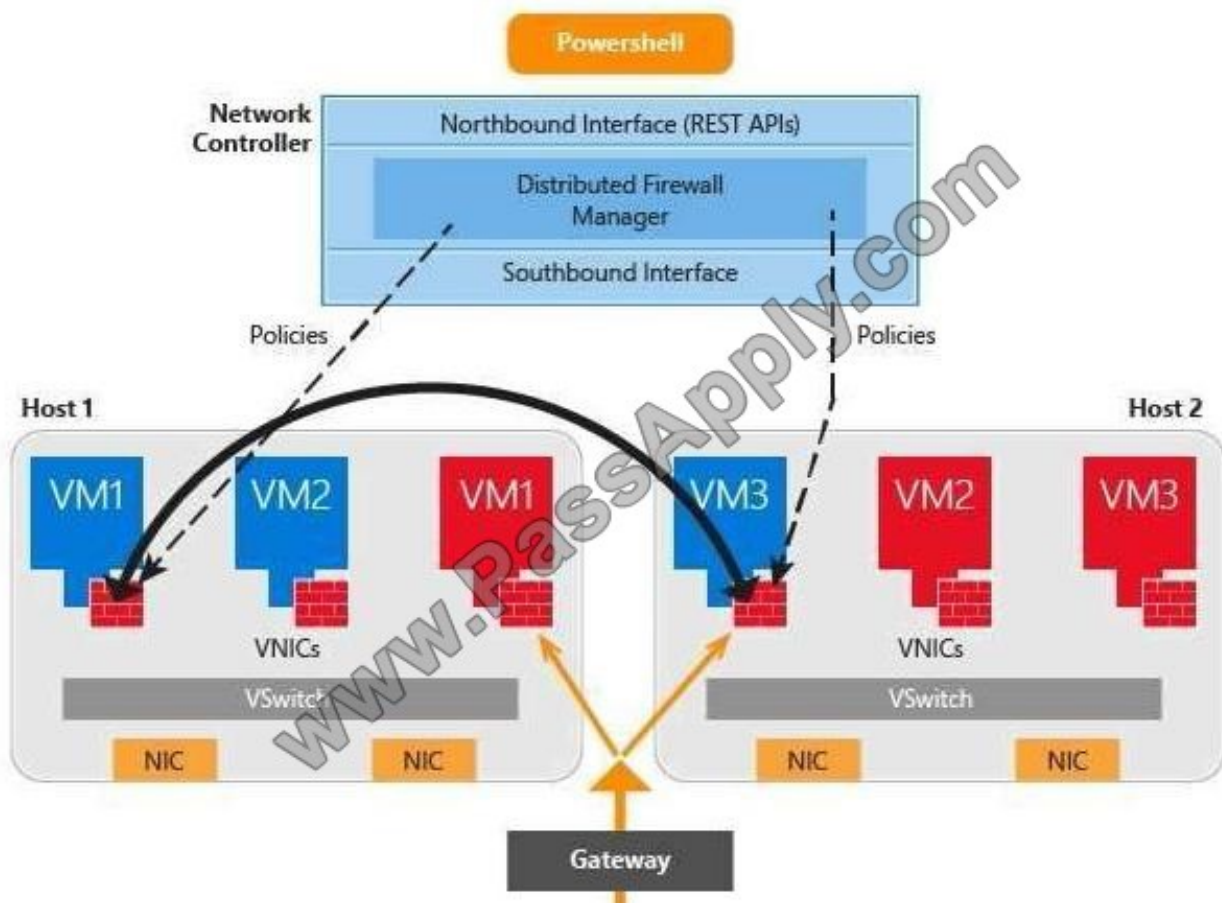 Powershell
Network
Controller
Northbound Interface (REST APIs)
Distributed Firewall
Manager
Southbound Interface
Policies
Policies
Host 1
Host 2
VM1
VM2
VM1
VM3
VM2
VM3
VNICs
VNICs
VSwitch
VSwitch
NIC
NIC
NIC
NIC
Gateway
www.PassApply.com